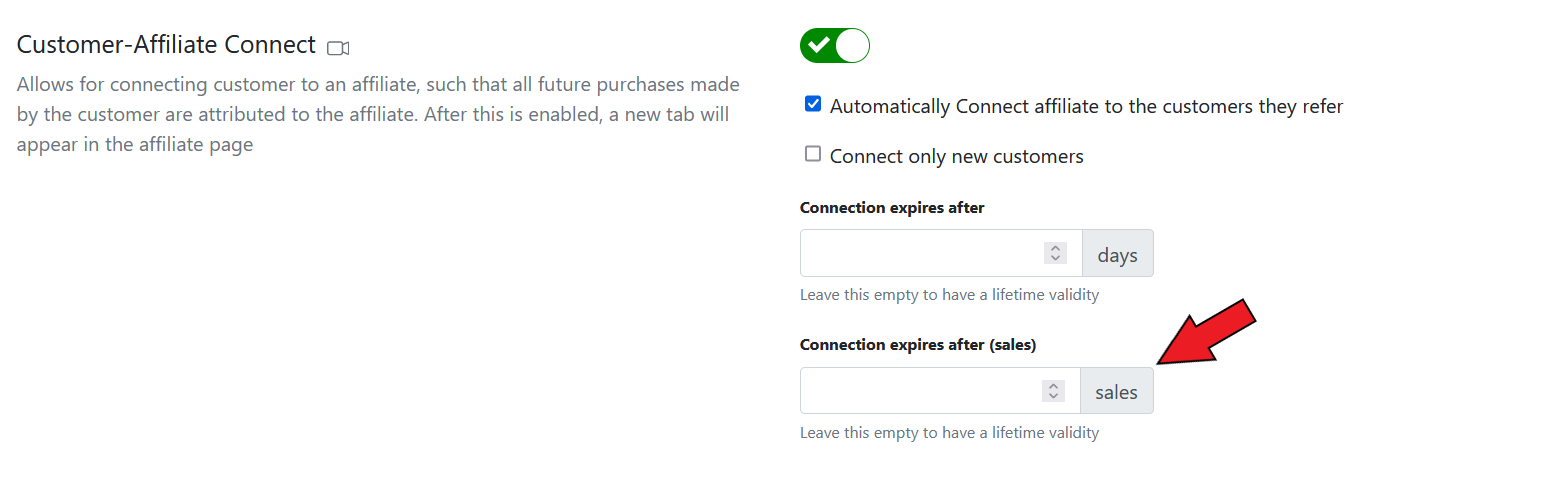 Customer-Affiliate Connect
Allows for connecting customer to an affiliate, such that all future purchases made
by the customer are attributed to the affiliate. After this is enabled, a new tab will
appear in the affiliate page
Automatically Connect affiliate to the customers they refer
Connect only new customers
Connection expires after
days
Leave this empty to have a lifetime validity
Connection expires after (sales)
sales
Leave this empty to have a lifetime validity